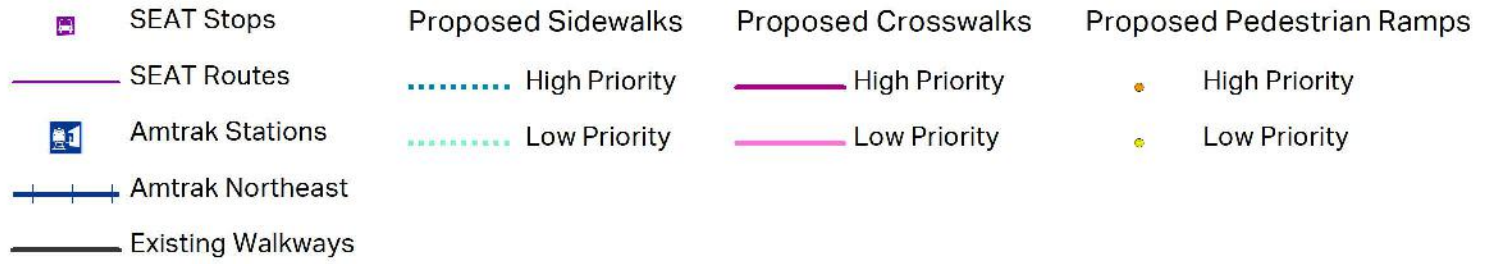 SEAT Stops
SEAT Routes
Amtrak Stations
Amtrak Northeast
Existing Walkways
Proposed Sidewalks
High Priority
Low Priority
Proposed Crosswalks
High Priority
Low Priority
Proposed Pedestrian Ramps
High Priority
Low Priority